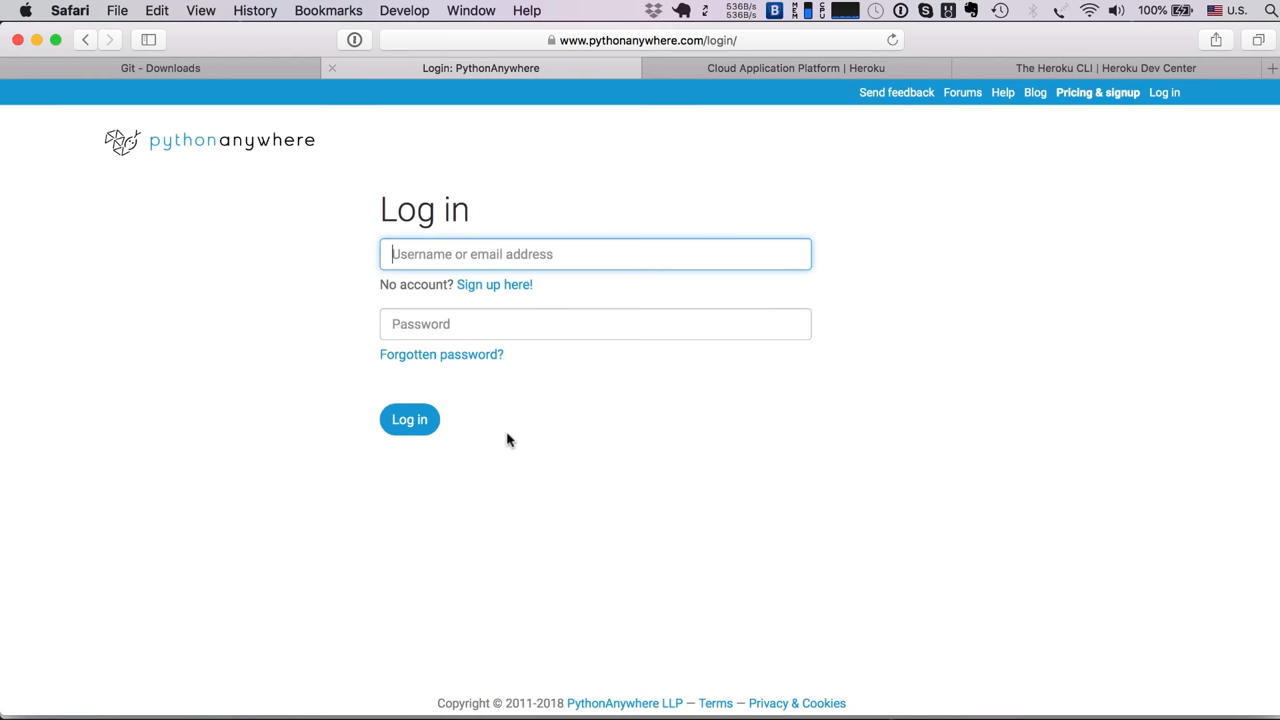 Safari File Edit View History Bookmarks Develop Window Help 536B/s 536B/s 100% U.S.
www.pythonanywhere.com/login/
Git - Downloads Login: PythonAnywhere Cloud Application Platform | Heroku The Heroku CLI | Heroku Dev Center
Send feedback Forums Help Blog Pricing & signup Log in
pythonanywhere
Log in
Username or email address
No account? Sign up here!
Password
Forgotten password?
Log in
Copyright © 2011-2018 PythonAnywhere LLP — Terms — Privacy & Cookies